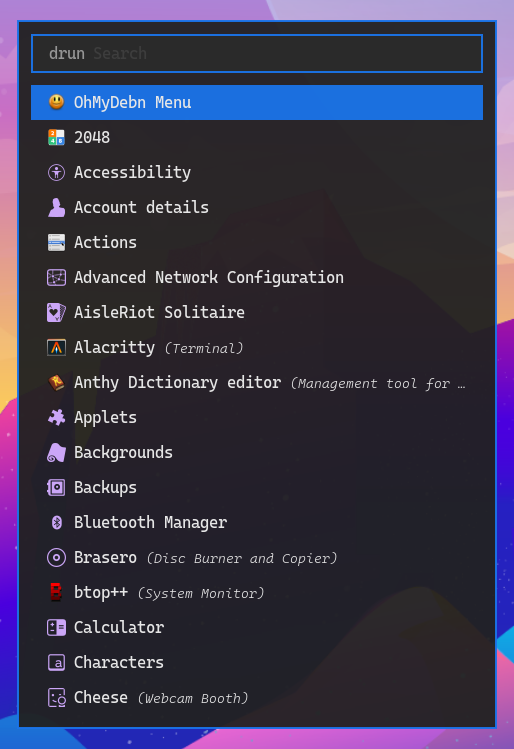 drun Search
OhMyDebn Menu
2048
Accessibility
Account details
Actions
Advanced Network Configuration
AisleRiot Solitaire
Alacritty (Terminal)
Anthy Dictionary editor (Management tool for …
Applets
Backgrounds
Backups
Bluetooth Manager
Brasero (Disc Burner and Copier)
btop++ (System Monitor)
Calculator
Characters
Cheese (Webcam Booth)